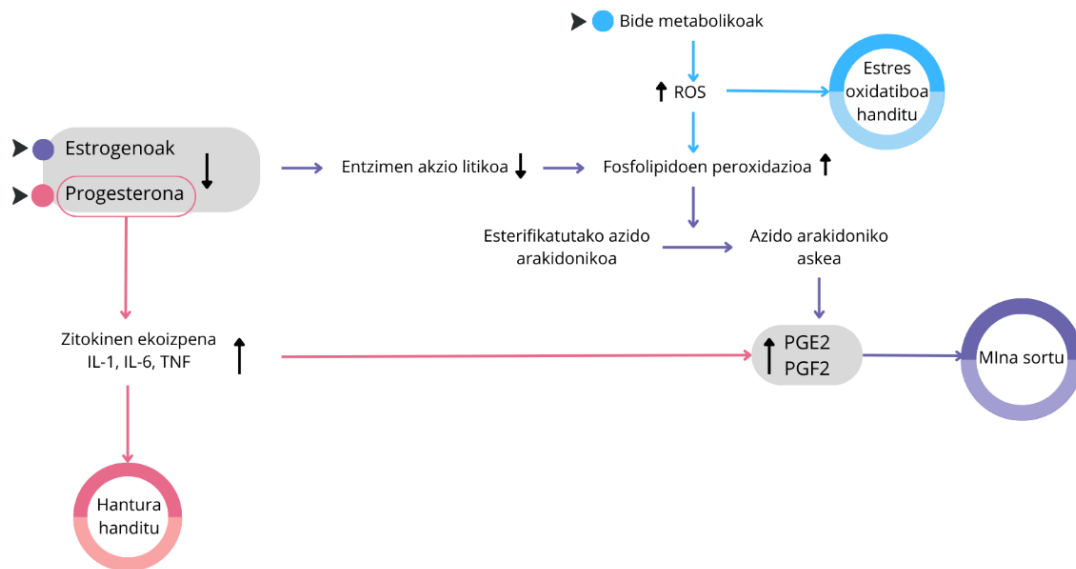 Bide metabolikoak
ROS
Estres
oxidatiboa
handitu
Estrogenoak
Progesterona
Entzimen akzio litikoa
Fosfolipidoen peroxidazioa
Esterifikatutako azido
arakidonikoa
Azido arakidoniko
askea
Zitokinen ekoizpena
IL-1, IL-6, TNF
PGE2
PGF2
MIna sortu
Hantura
handitu